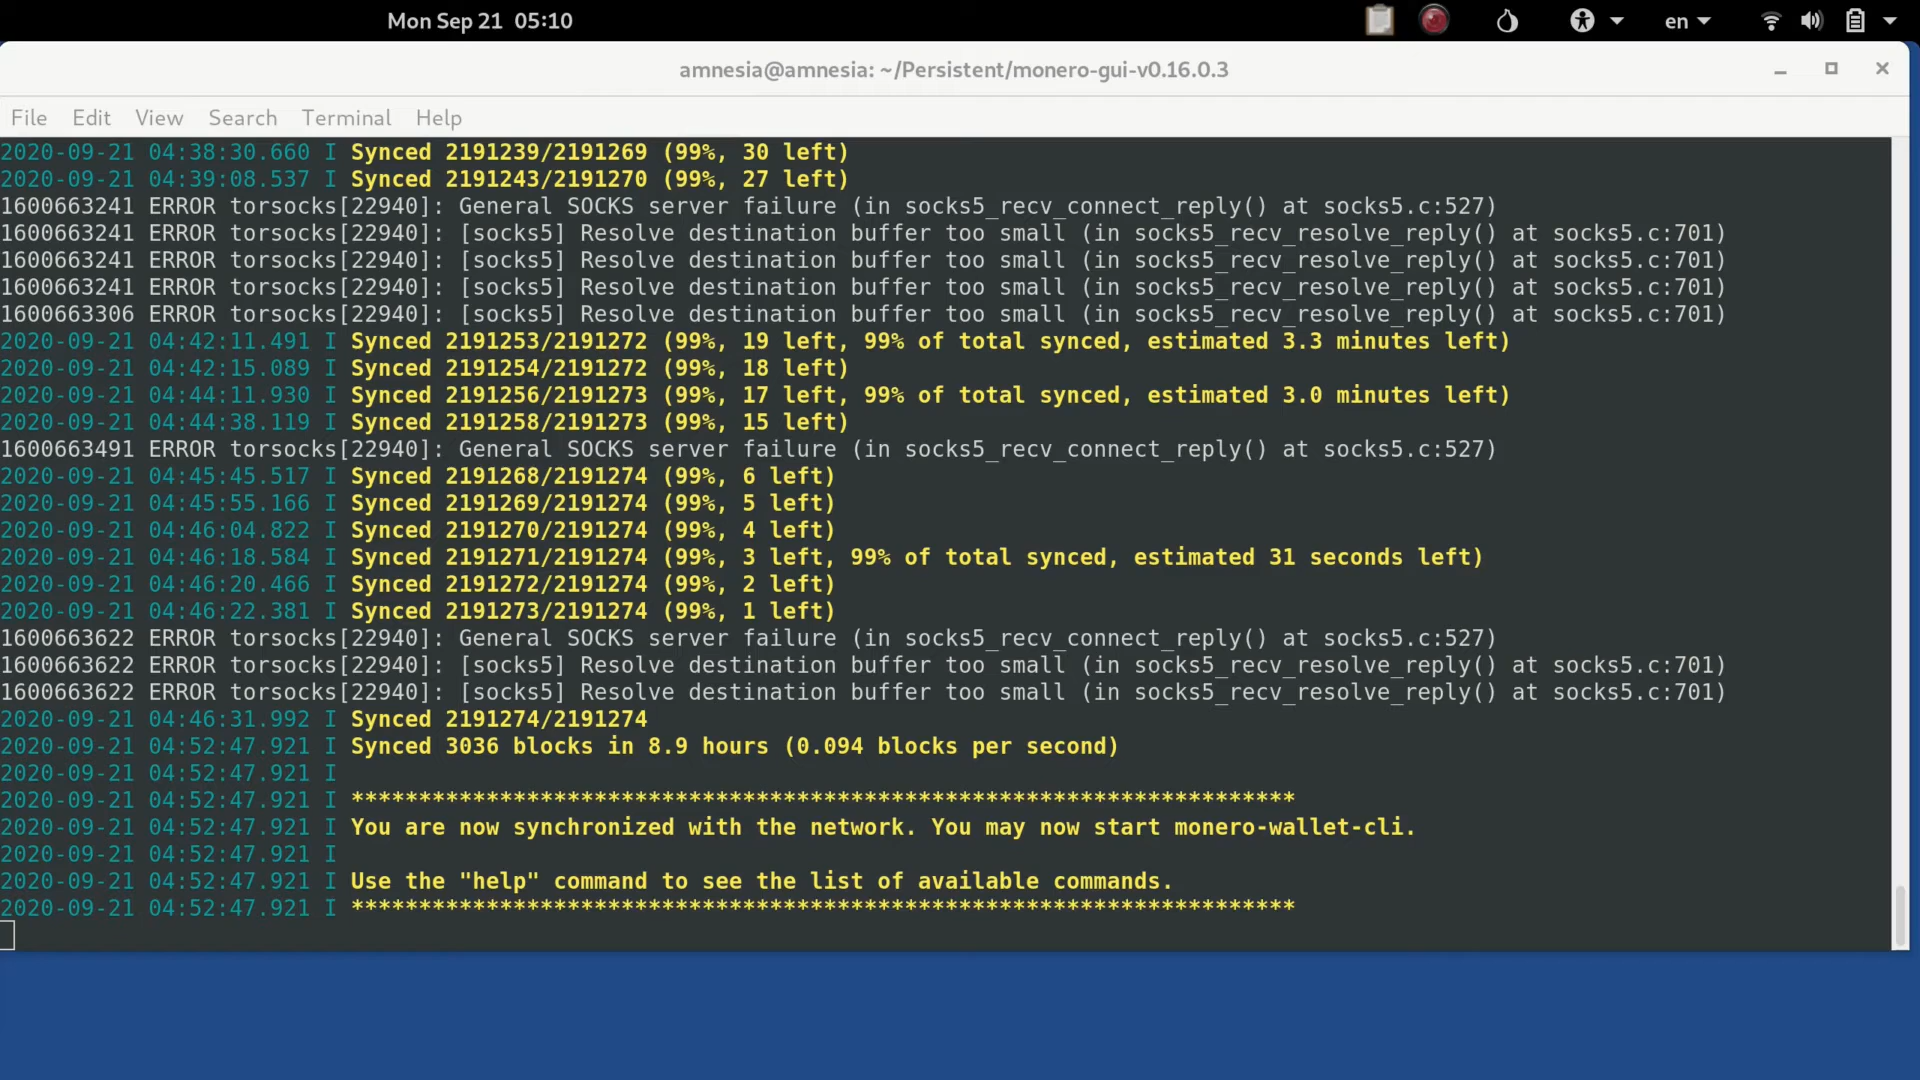 Mon Sep 21 05:10
en
amnesia@amnesia: ~/Persistent/monero-gui-v0.16.0.3
File Edit View Search Terminal Help
2020-09-21 04:38:30.660 I Synced 2191239/2191269 (99%, 30 left)
2020-09-21 04:39:08.537 I Synced 2191243/2191270 (99%, 27 left)
1600663241 ERROR torsocks[22940]: General SOCKS server failure (in socks5_recv_connect_reply() at socks5.c:527)
1600663241 ERROR torsocks[22940]: [socks5] Resolve destination buffer too small (in socks5_recv_resolve_reply() at socks5.c:701)
1600663241 ERROR torsocks[22940]: [socks5] Resolve destination buffer too small (in socks5_recv_resolve_reply() at socks5.c:701)
1600663241 ERROR torsocks[22940]: [socks5] Resolve destination buffer too small (in socks5_recv_resolve_reply() at socks5.c:701)
1600663306 ERROR torsocks[22940]: [socks5] Resolve destination buffer too small (in socks5_recv_resolve_reply() at socks5.c:701)
2020-09-21 04:42:11.491 I Synced 2191253/2191272 (99%, 19 left, 99% of total synced, estimated 3.3 minutes left)
2020-09-21 04:42:15.089 I Synced 2191254/2191272 (99%, 18 left)
2020-09-21 04:44:11.930 I Synced 2191256/2191273 (99%, 17 left, 99% of total synced, estimated 3.0 minutes left)
2020-09-21 04:44:38.119 I Synced 2191258/2191273 (99%, 15 left)
1600663491 ERROR torsocks[22940]: General SOCKS server failure (in socks5_recv_connect_reply() at socks5.c:527)
2020-09-21 04:45:45.517 I Synced 2191268/2191274 (99%, 6 left)
2020-09-21 04:45:55.166 I Synced 2191269/2191274 (99%, 5 left)
2020-09-21 04:46:04.822 I Synced 2191270/2191274 (99%, 4 left)
2020-09-21 04:46:18.584 I Synced 2191271/2191274 (99%, 3 left, 99% of total synced, estimated 31 seconds left)
2020-09-21 04:46:20.466 I Synced 2191272/2191274 (99%, 2 left)
2020-09-21 04:46:22.381 I Synced 2191273/2191274 (99%, 1 left)
1600663622 ERROR torsocks[22940]: General SOCKS server failure (in socks5_recv_connect_reply() at socks5.c:527)
1600663622 ERROR torsocks[22940]: [socks5] Resolve destination buffer too small (in socks5_recv_resolve_reply() at socks5.c:701)
1600663622 ERROR torsocks[22940]: [socks5] Resolve destination buffer too small (in socks5_recv_resolve_reply() at socks5.c:701)
2020-09-21 04:46:31.992 I Synced 2191274/2191274
2020-09-21 04:52:47.921 I Synced 3036 blocks in 8.9 hours (0.094 blocks per second)
2020-09-21 04:52:47.921 I
2020-09-21 04:52:47.921 I **********************************************************************
2020-09-21 04:52:47.921 I You are now synchronized with the network. You may now start monero-wallet-cli.
2020-09-21 04:52:47.921 I
2020-09-21 04:52:47.921 I Use the "help" command to see the list of available commands.
2020-09-21 04:52:47.921 I **********************************************************************